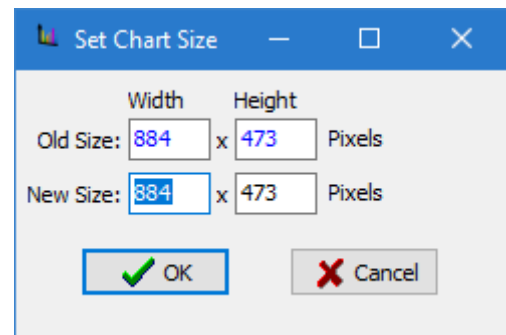 Set Chart Size
Width Height
Old Size: 884 x 473 Pixels
New Size: 884 x 473 Pixels
OK Cancel